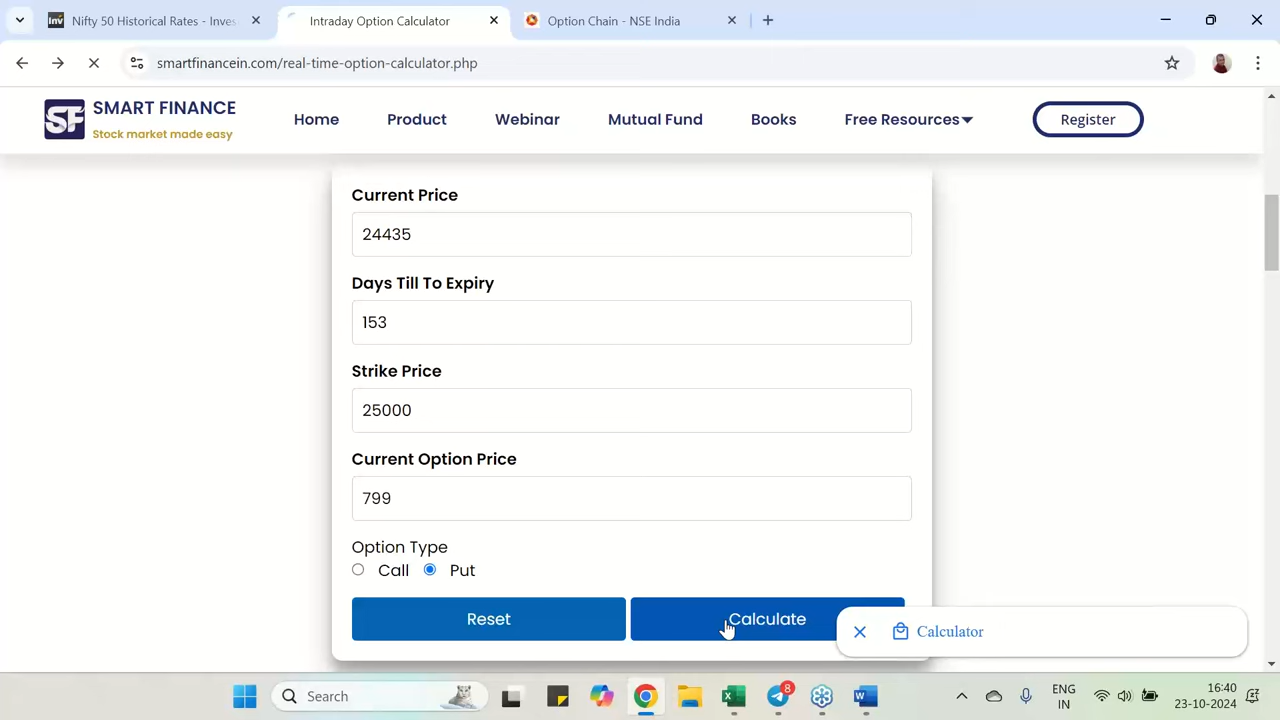 Nifty 50 Historical Rates - Inves
Intraday Option Calculator
Option Chain - NSE India
smartfinancein.com/real-time-option-calculator.php
SF SMART FINANCE
Stock market made easy
Home
Product
Webinar
Mutual Fund
Books
Free Resources
Register
Current Price
24435
Days Till To Expiry
153
Strike Price
25000
Current Option Price
799
Option Type
Call
Put
Reset
Calculate
Calculator
Search
8
ENG
IN
16:40
23-10-2024